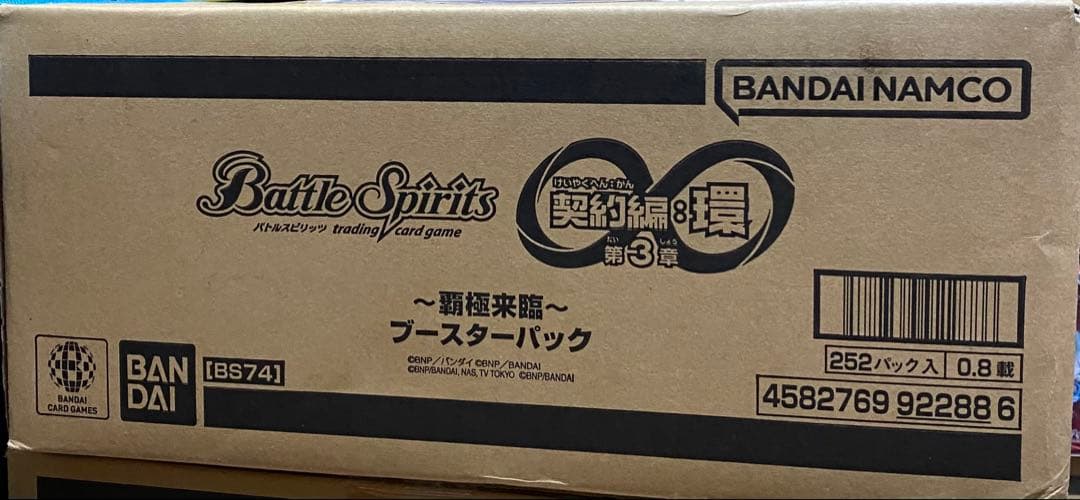 BANDAI NAMCO
Battle Spirits
バトルスピリッツ trading card game
けいやくへん:かん
契約編:環
だい しょう
第3章
~覇極来臨~
ブースターパック
©BNP/バンダイ ©BNP/BANDAI
©BNP/BANDAI, NAS, TV TOKYO ©BNP/BANDAI
252パック入 0.8載
4582769 922886
BANDAI
CARD GAMES
BAN
DAI
[BS74]